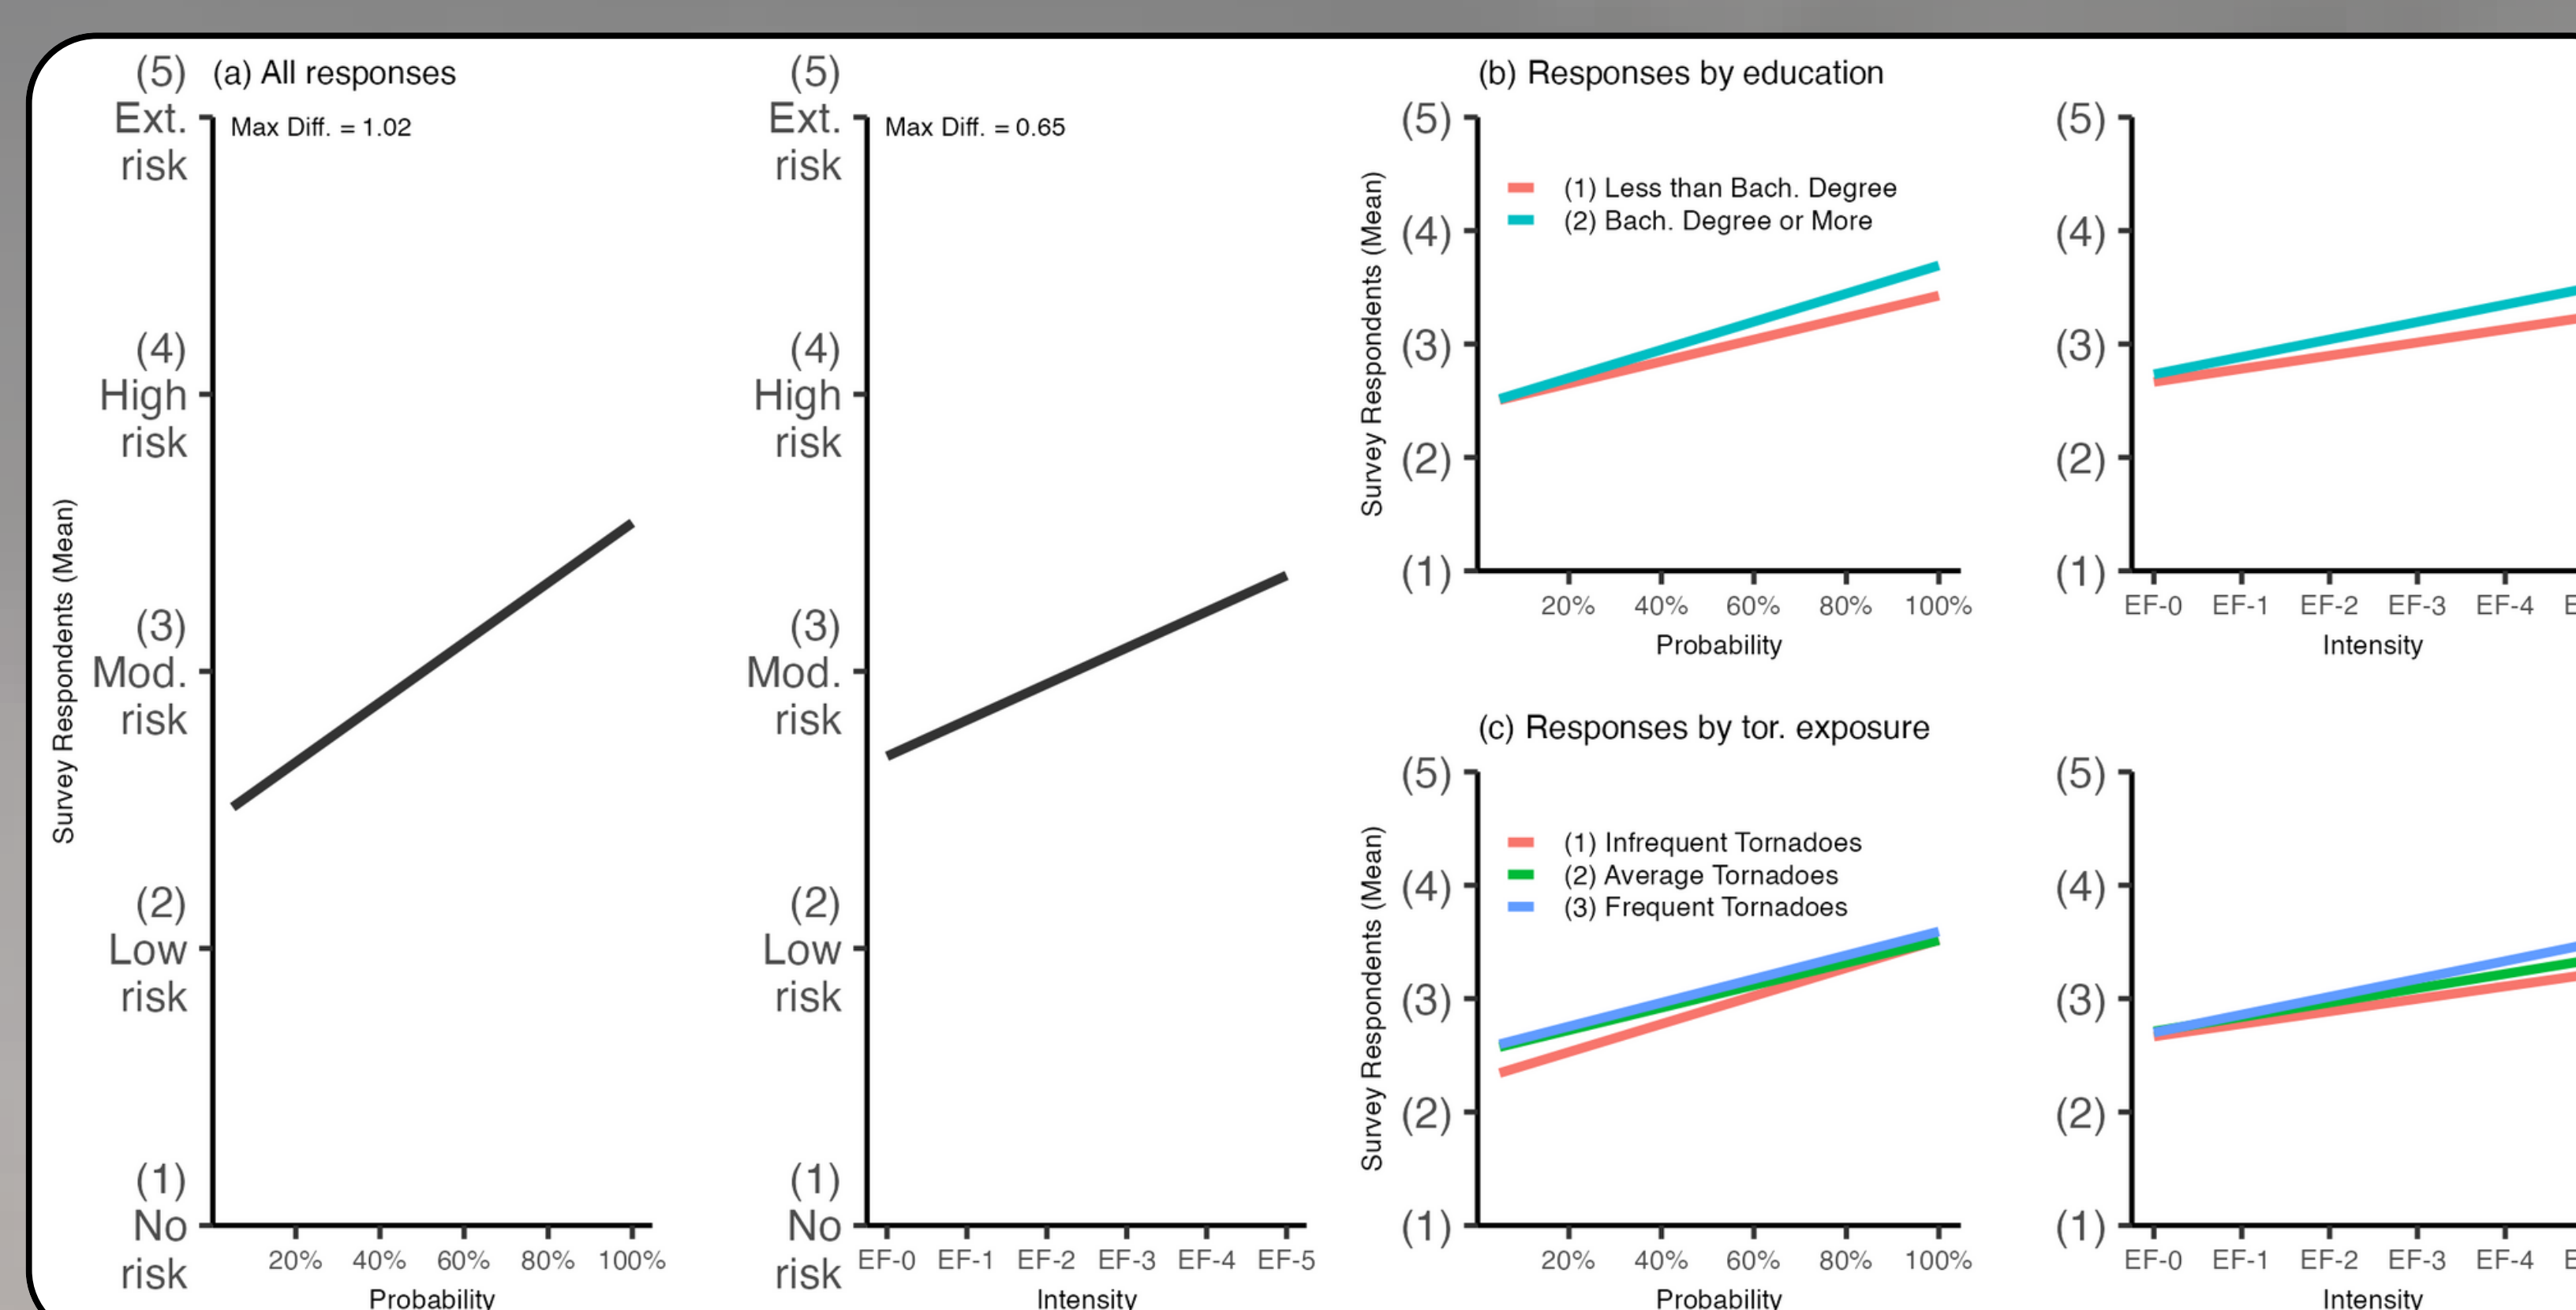 (a) All responses
Max Diff. = 1.02
(5)
Ext.
risk
(4)
High
risk
(3)
Mod.
risk
(2)
Low
risk
(1)
No
risk
Survey Respondents (Mean)
20% 40% 60% 80% 100%
Probability
Max Diff. = 0.65
(5)
Ext.
risk
(4)
High
risk
(3)
Mod.
risk
(2)
Low
risk
(1)
No
risk
EF-0 EF-1 EF-2 EF-3 EF-4 EF-5
Intensity
(b) Responses by education
(1) Less than Bach. Degree
(2) Bach. Degree or More
(5)
(4)
(3)
(2)
(1)
Survey Respondents (Mean)
20% 40% 60% 80% 100%
Probability
(5)
(4)
(3)
(2)
(1)
EF-0 EF-1 EF-2 EF-3 EF-4
Intensity
(c) Responses by tor. exposure
(1) Infrequent Tornadoes
(2) Average Tornadoes
(3) Frequent Tornadoes
(5)
(4)
(3)
(2)
(1)
Survey Respondents (Mean)
20% 40% 60% 80% 100%
Probability
(5)
(4)
(3)
(2)
(1)
EF-0 EF-1 EF-2 EF-3 EF-4
Intensity